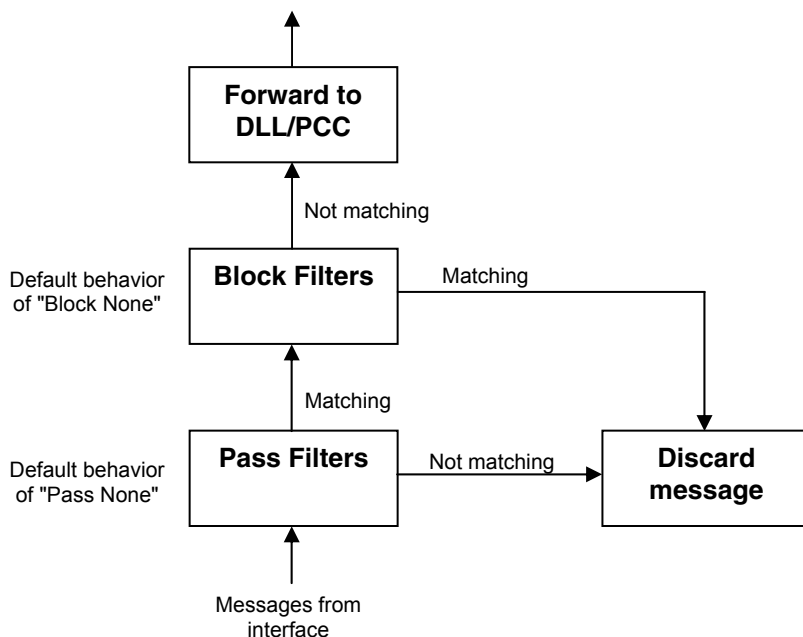 Forward to
DLL/PCC
Not matching
Default behavior
of "Block None"
Block Filters
Matching
Matching
Default behavior
of "Pass None"
Pass Filters
Not matching
Discard
message
Messages from
interface